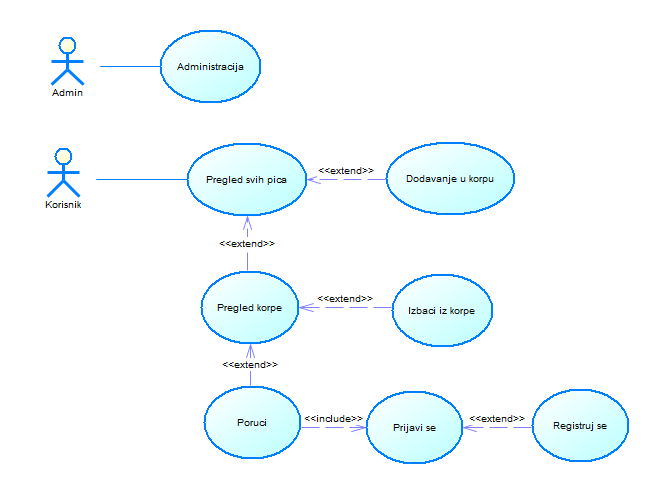 Administracija
Admin
<<extend>>
Pregled svih pica
Dodavanje u korpu
Korisnik
<<extend>>
<<extend>>
Pregled korpe
Izbaci iz korpe
<<extend>>
<<include>>
<<extend>>
Poruci
Prijavi se
Registruj se